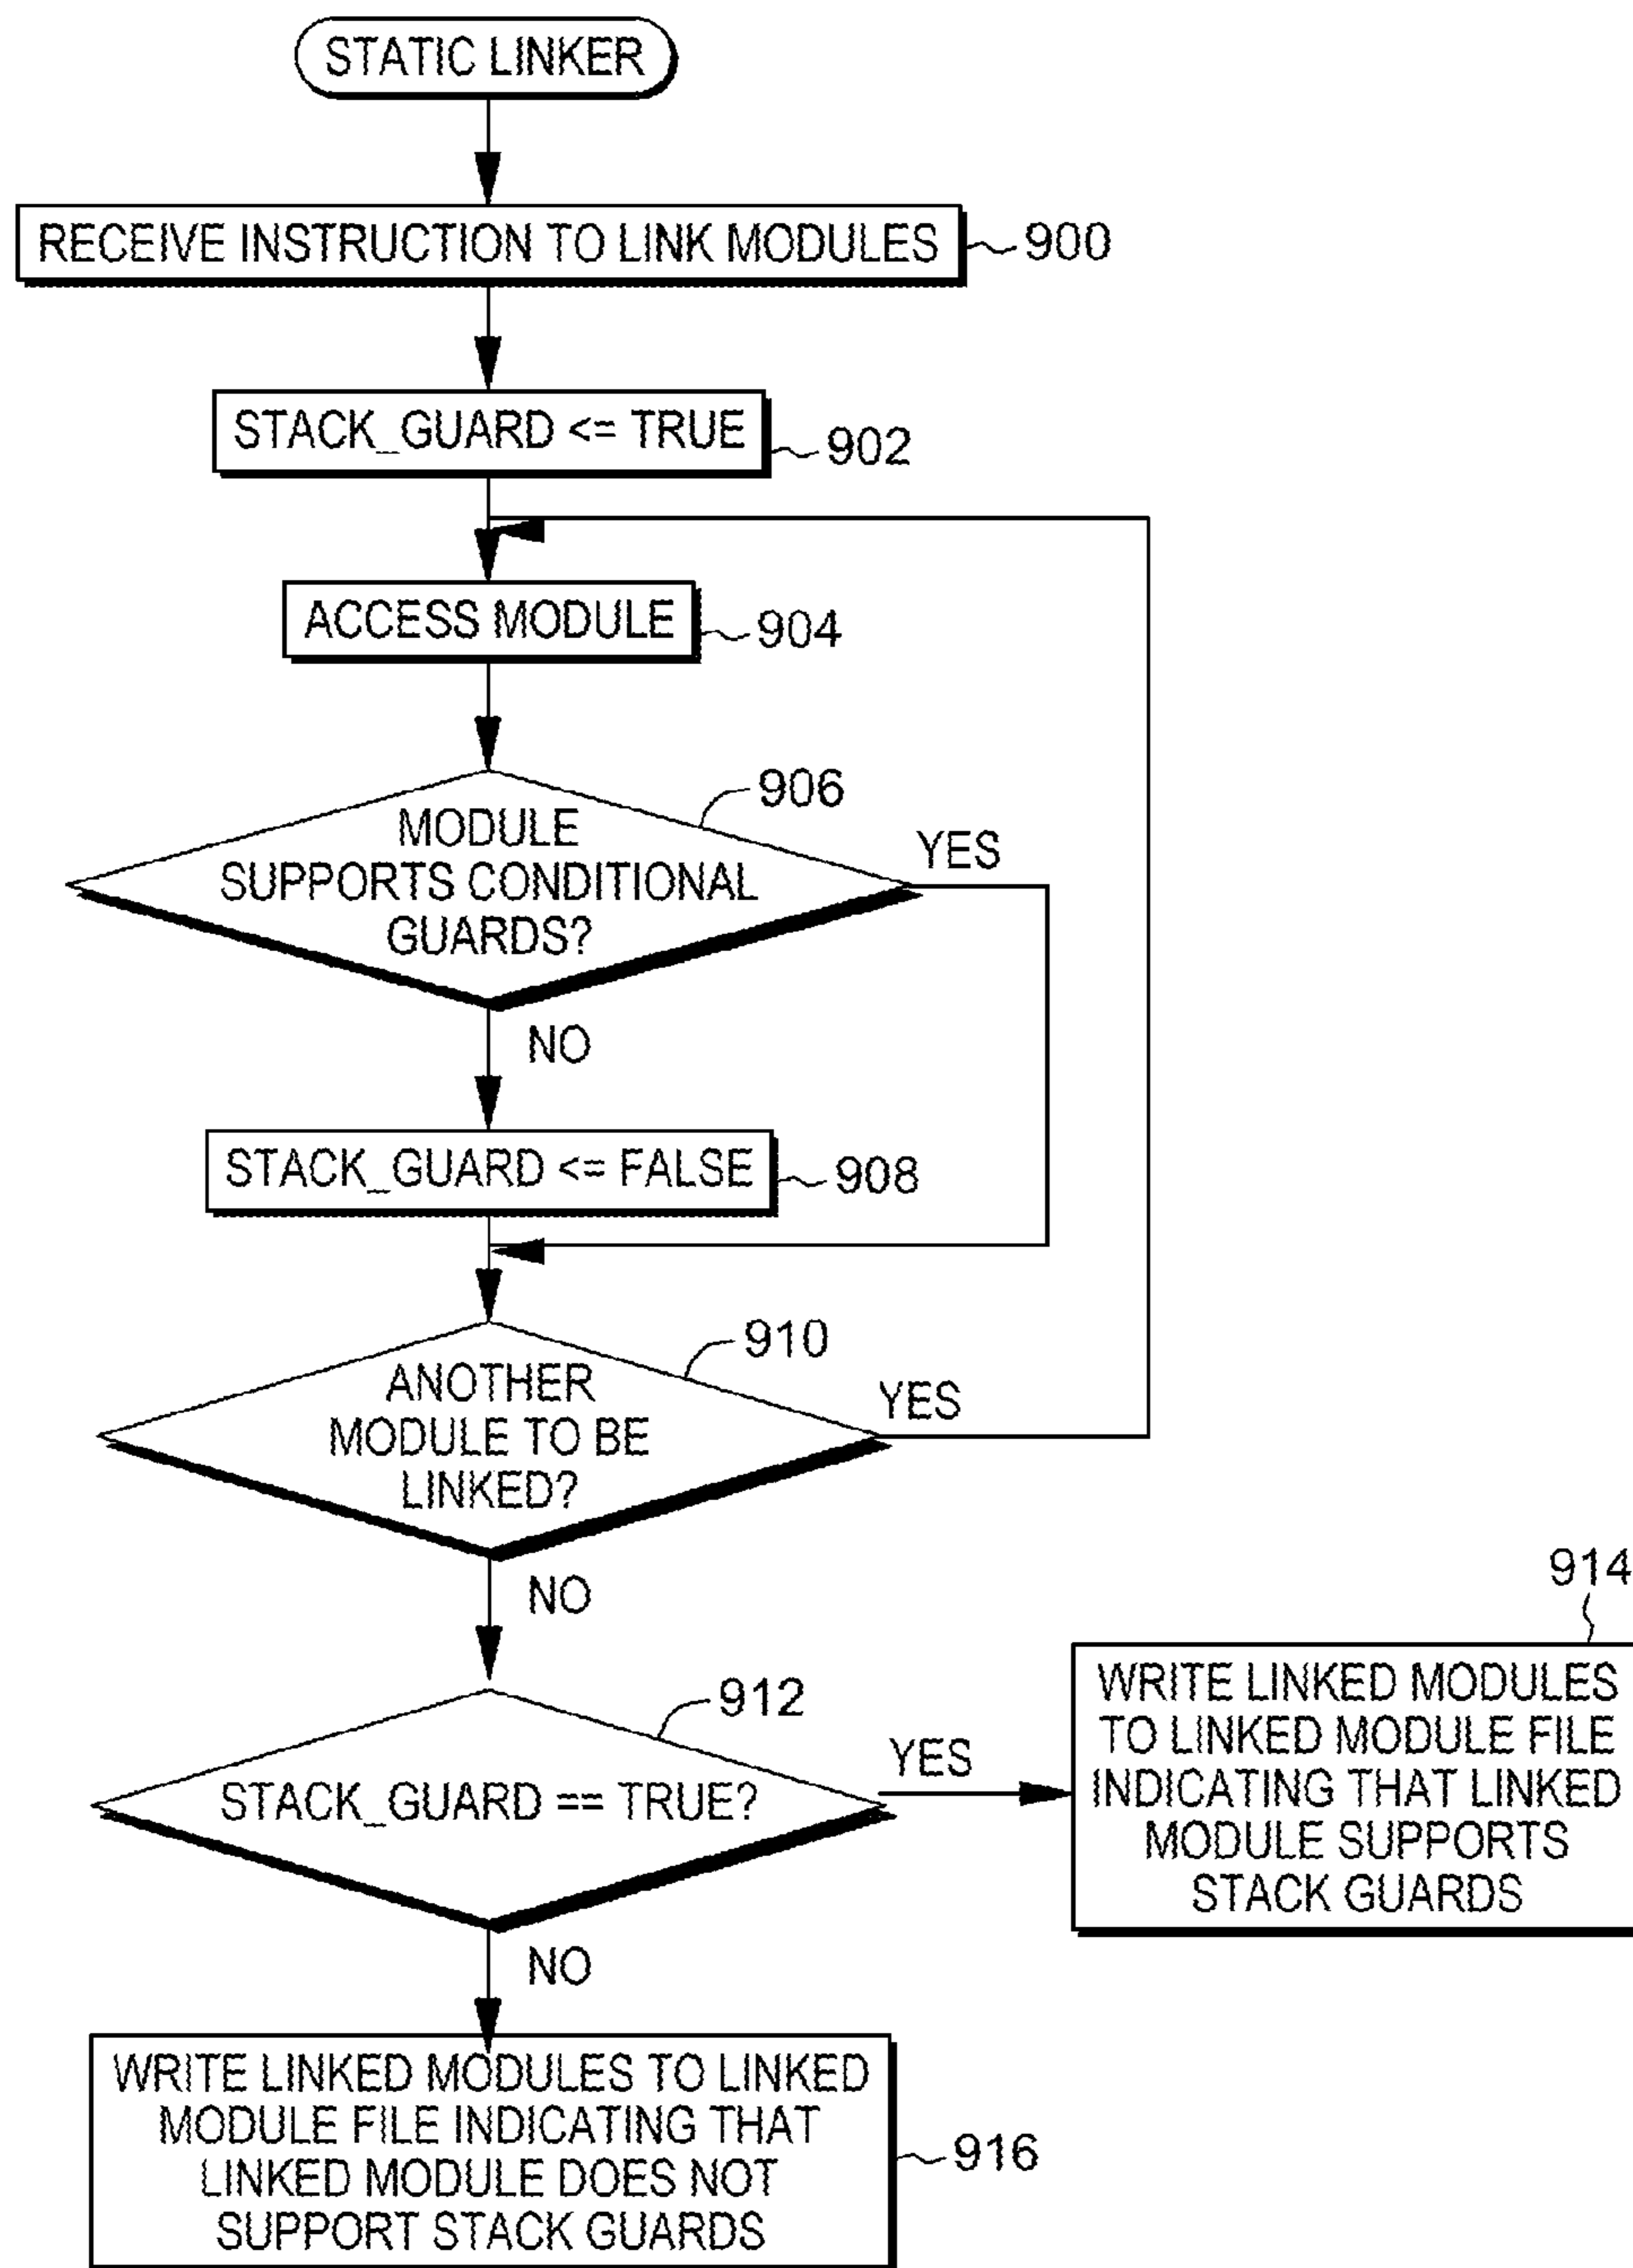 STATIC LINKER
RECEIVE INSTRUCTION TO LINK MODULES
900
STACK_GUARD <= TRUE
902
ACCESS MODULE
904
906
MODULE
SUPPORTS CONDITIONAL
GUARDS?
YES
NO
STACK_GUARD <= FALSE
908
910
ANOTHER
MODULE TO BE
LINKED?
YES
NO
912
STACK_GUARD == TRUE?
YES
914
WRITE LINKED MODULES
TO LINKED MODULE FILE
INDICATING THAT LINKED
MODULE SUPPORTS
STACK GUARDS
NO
WRITE LINKED MODULES TO LINKED
MODULE FILE INDICATING THAT
LINKED MODULE DOES NOT
SUPPORT STACK GUARDS
916